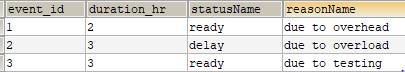 event_id duration_hr statusName reasonName
1 2 ready due to overhead
2 3 delay due to overload
3 3 ready due to testing